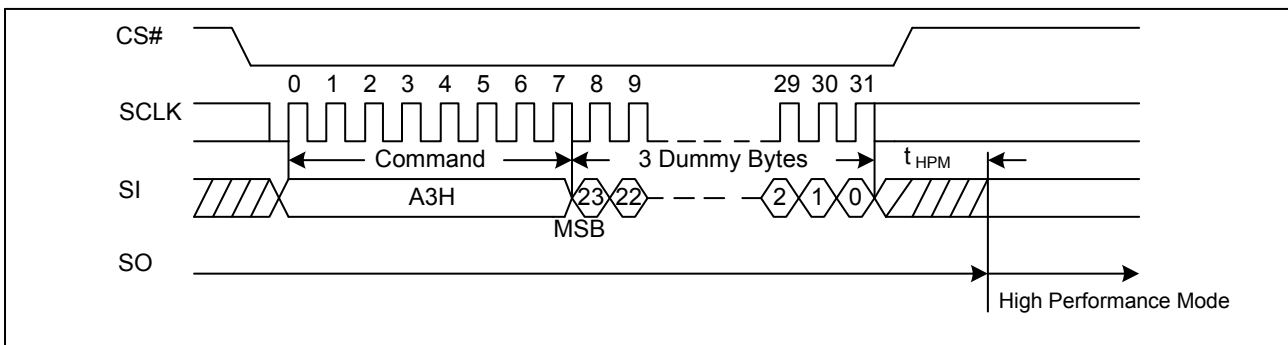 CS#
0 1 2 3 4 5 6 7 8 9 29 30 31
SCLK
Command 3 Dummy Bytes t HPM
SI A3H 23 22 2 1 0
MSB
SO
High Performance Mode